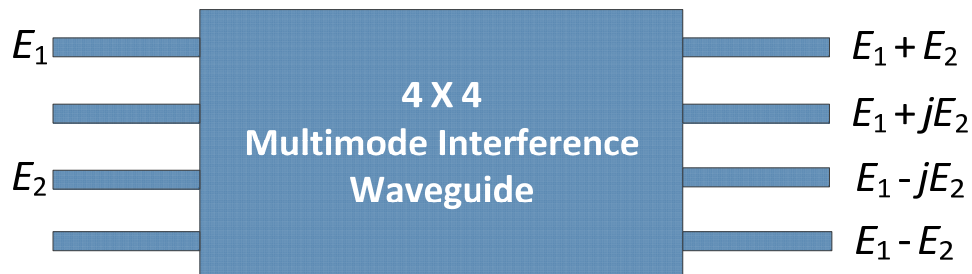 E₁
E₂
4 X 4
Multimode Interference
Waveguide
E₁ + E₂
E₁ + jE₂
E₁ - jE₂
E₁ - E₂